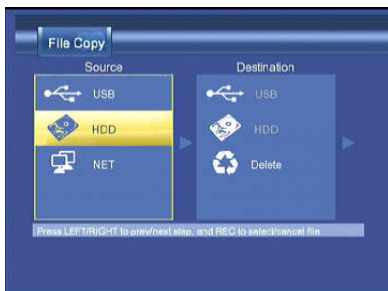 File Copy
Source
Destination
USB
HDD
NET
USB
HDD
Delete
Press LEFT/RIGHT to prev/next step, and REC to select/cancel file